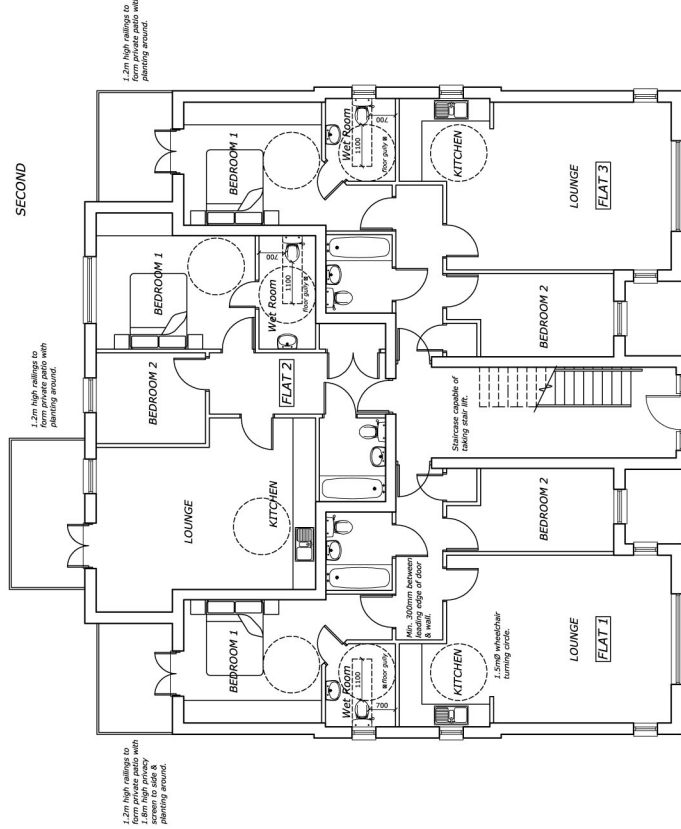 SECOND
1.2m high railings to
form private patio with
planting around.
1.2m high railings to
form private patio with
planting around.
1.2m high railings to
form private patio with
1.8m high privacy
screen to side &
planting around.
BEDROOM 1
Wet Room
1100
700
floor gully
KITCHEN
LOUNGE
FLAT 3
BEDROOM 2
BEDROOM 1
Wet Room
1100
700
floor gully
BEDROOM 2
FLAT 2
LOUNGE
KITCHEN
Staircase capable of
taking stair lift.
BEDROOM 1
Wet Room
1100
700
floor gully
Min. 300mm between
leading edge of door
& wall.
KITCHEN
1.5mØ wheelchair
turning circle.
LOUNGE
FLAT 1
BEDROOM 2